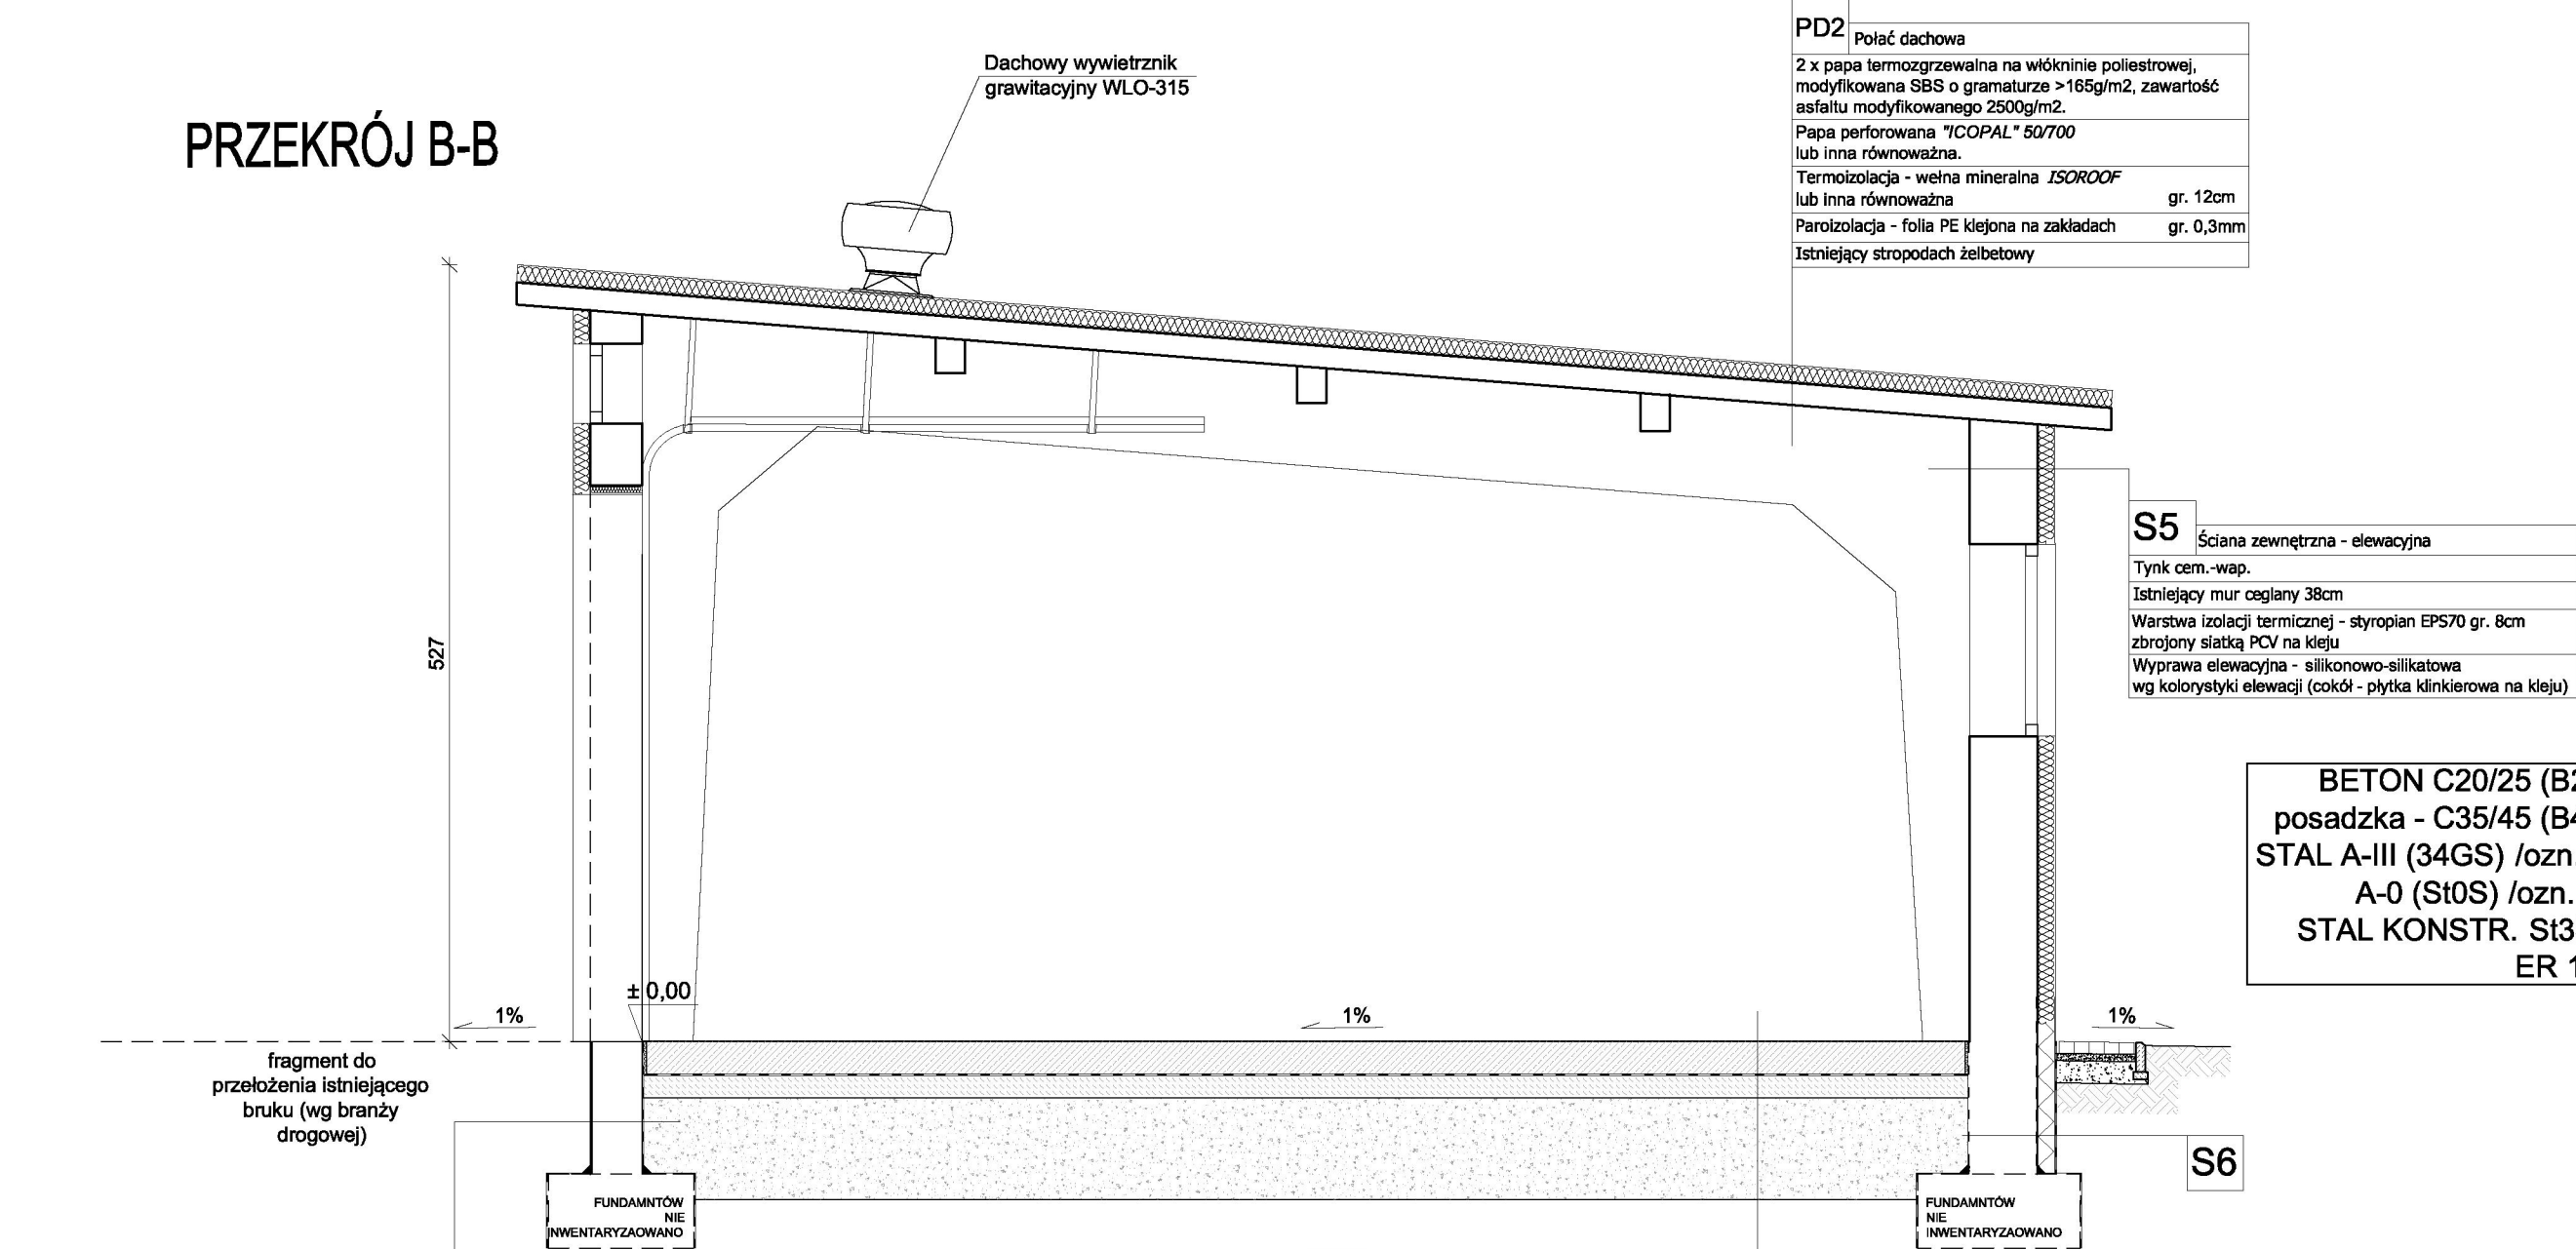 PRZEKRÓJ B-B
Dachowy wywietrznik
grawitacyjny WLO-315
PD2
Połać dachowa
2 x papa termozgrzewalna na włókninie poliestrowej,
modyfikowana SBS o gramaturze >165g/m2, zawartość
asfaltu modyfikowanego 2500g/m2.
Papa perforowana "ICOPAL" 50/700
lub inna równoważna.
Termoizolacja - wełna mineralna ISOROOF
lub inna równoważna gr. 12cm
Paroizolacja - folia PE klejona na zakładach gr. 0,3mm
Istniejący stropodach żelbetowy
527
S5
Ściana zewnętrzna - elewacyjna
Tynk cem.-wap.
Istniejący mur ceglany 38cm
Warstwa izolacji termicznej - styropian EPS70 gr. 8cm
zbrojony siatką PCV na kleju
Wyprawa elewacyjna - silikonowo-silikatowa
wg kolorystyki elewacji (cokół - płytka klinkierowa na kleju)
BETON C20/25 (B2
posadzka - C35/45 (B4
STAL A-III (34GS) /ozn.
A-0 (St0S) /ozn.
STAL KONSTR. St3
ER 1
± 0,00
1%
1%
1%
fragment do
przełożenia istniejącego
bruku (wg branży
drogowej)
S6
FUNDAMNTÓW
NIE
INWENTARYZAOWANO
FUNDAMNTÓW
NIE
INWENTARYZAOWANO